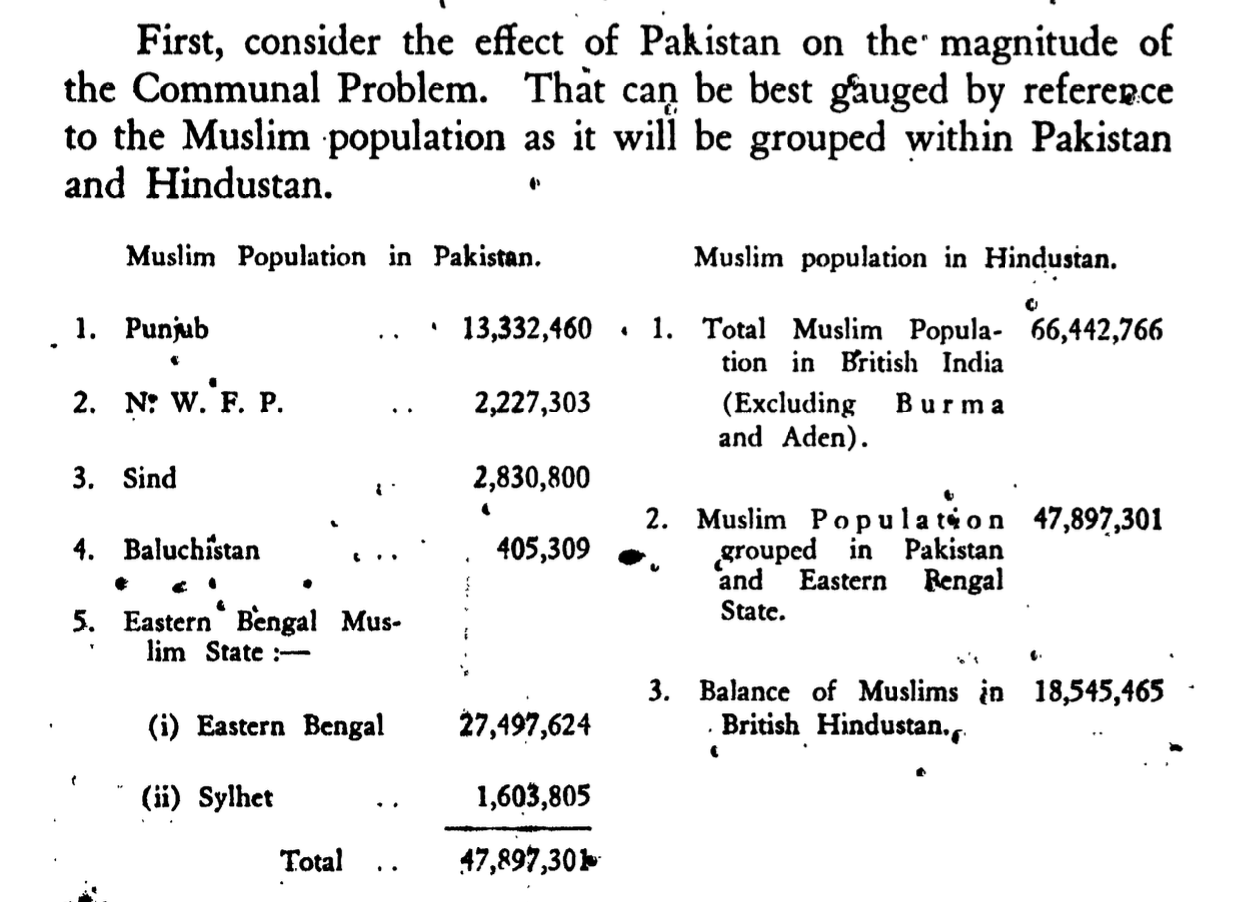 First, consider the effect of Pakistan on the magnitude of
the Communal Problem. That can be best gauged by reference
to the Muslim population as it will be grouped within Pakistan
and Hindustan.
Muslim Population in Pakistan.
1. Punjub .. 13,332,460
2. N. W. F. P. .. 2,227,303
3. Sind 2,830,800
4. Baluchistan .. 405,309
5. Eastern Bengal Mus-
lim State :—
(i) Eastern Bengal 27,497,624
(ii) Sylhet .. 1,603,805
Total .. 47,897,301
Muslim population in Hindustan.
1. Total Muslim Popula- 66,442,766
tion in British India
(Excluding Burma
and Aden).
2. Muslim Population 47,897,301
grouped in Pakistan
and Eastern Bengal
State.
3. Balance of Muslims in 18,545,465
British Hindustan.